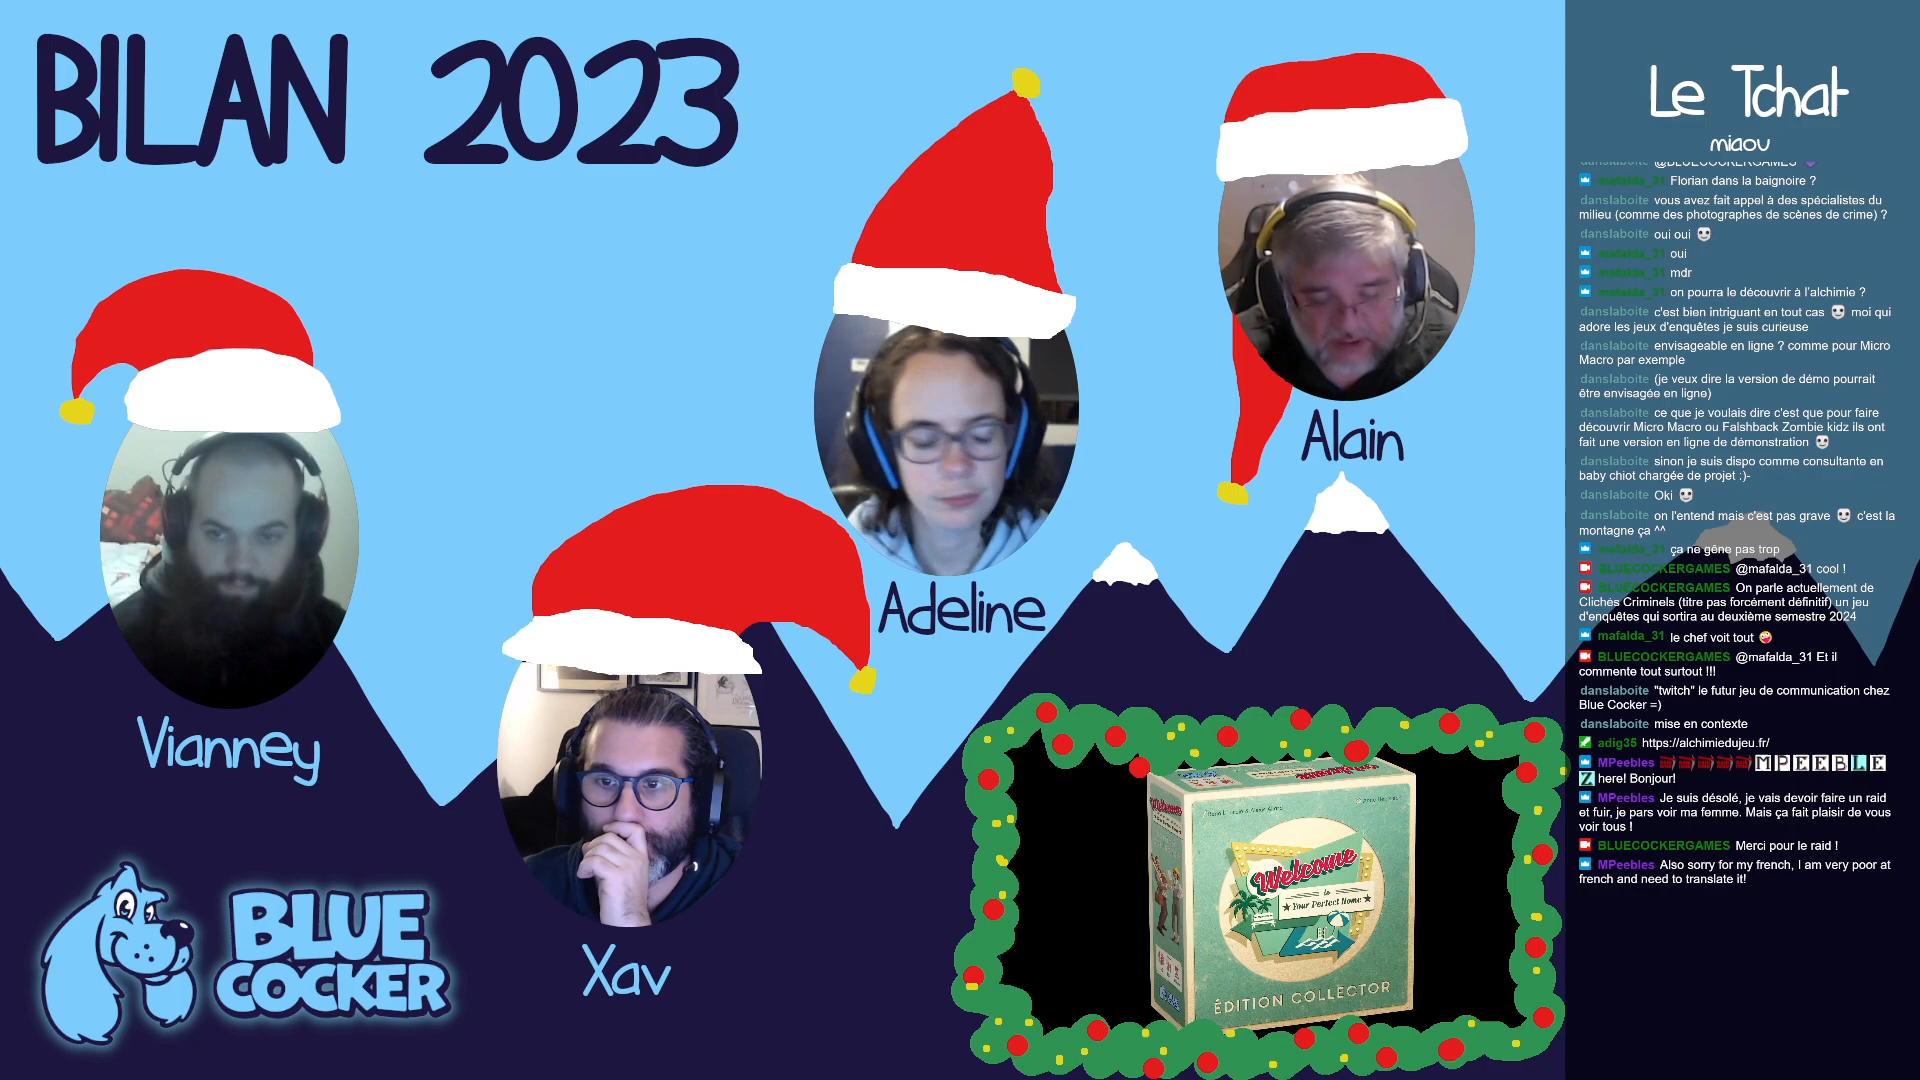 BILAN 2023
Vianney
Xav
Adeline
Alain
BLUE
COCKER
Welcome
to
Your Perfect Home
ÉDITION COLLECTOR
Le Tchat
miaou
danslaboite @BLUECOCKERGAMES
mafalda_31 Florian dans la baignoire ?
danslaboite vous avez fait appel à des spécialistes du
milieu (comme des photographes de scènes de crime) ?
danslaboite oui oui
mafalda_31 oui
mafalda_31 mdr
mafalda_31 on pourra le découvrir à l'alchimie ?
danslaboite c'est bien intriguant en tout cas moi qui
adore les jeux d'enquêtes je suis curieuse
danslaboite envisageable en ligne ? comme pour Micro
Macro par exemple
danslaboite (je veux dire la version de démo pourrait
être envisagée en ligne)
danslaboite ce que je voulais dire c'est que pour faire
découvrir Micro Macro ou Falshback Zombie kidz ils ont
fait une version en ligne de démonstration
danslaboite sinon je suis dispo comme consultante en
baby chiot chargée de projet :)-
danslaboite Oki
danslaboite on l'entend mais c'est pas grave c'est la
montagne ça ^^
mafalda_31 ça ne gêne pas trop
BLUECOCKERGAMES @mafalda_31 cool !
BLUECOCKERGAMES On parle actuellement de
Clichés Criminels (titre pas forcément définitif) un jeu
d'enquêtes qui sortira au deuxième semestre 2024
mafalda_31 le chef voit tout
BLUECOCKERGAMES @mafalda_31 Et il
commente tout surtout !!!
danslaboite "twitch" le futur jeu de communication chez
Blue Cocker =)
danslaboite mise en contexte
adig35 https://alchimiedujeu.fr/
MPeebles M P E E B L E
Z here! Bonjour!
MPeebles Je suis désolé, je vais devoir faire un raid
et fuir, je pars voir ma femme. Mais ça fait plaisir de vous
voir tous !
BLUECOCKERGAMES Merci pour le raid !
MPeebles Also sorry for my french, I am very poor at
french and need to translate it!